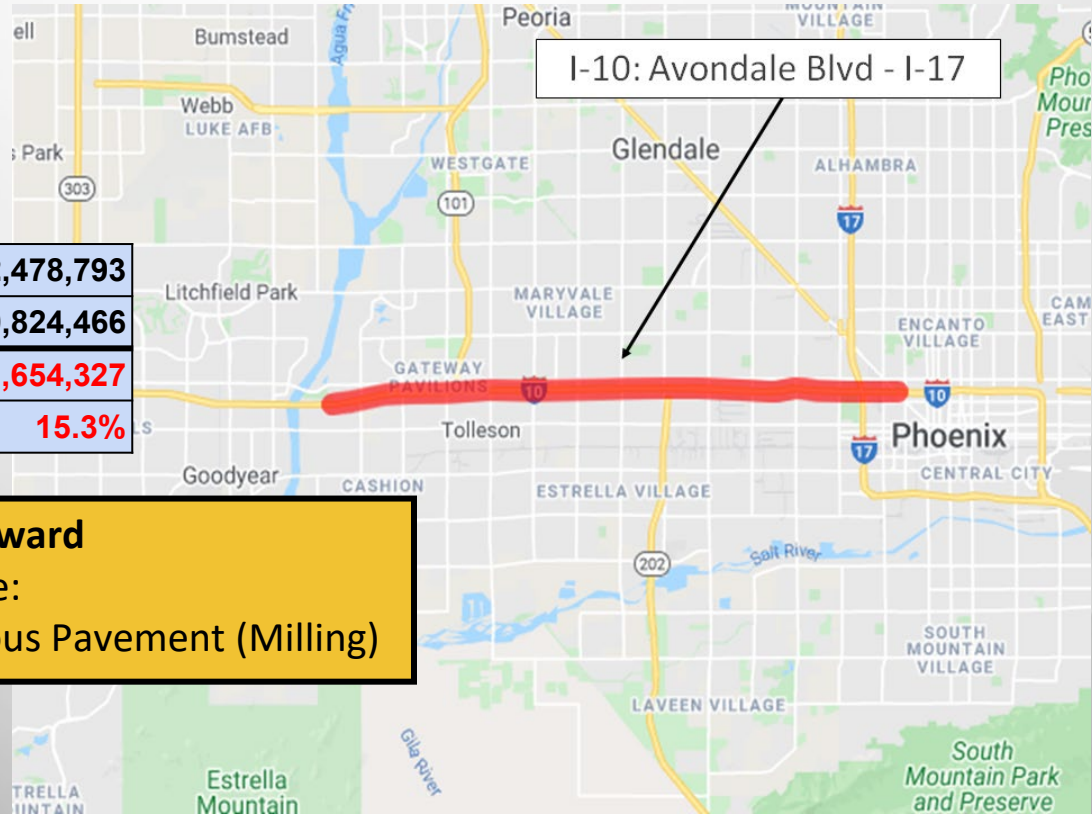 Peoria
VILLAGE
Bumstead
I-10: Avondale Blvd - I-17
Webb
LUKE AFB
Glendale
Park
WESTGATE
ALHAMBRA
303
101
17
,478,793
,824,466
,654,327
15.3%
Litchfield Park
MARYVALE
VILLAGE
ENCANTO
VILLAGE
EAST
GATEWAY
PAVILIONS
10
10
Tolleson
Phoenix
17
Goodyear
CASHION
ESTRELLA VILLAGE
CENTRAL CITY
ward
e:
ous Pavement (Milling)
202
Salt River
SOUTH
MOUNTAIN
VILLAGE
LAVEEN VILLAGE
Gila River
Estrella
Mountain
South
Mountain Park
and Preserve